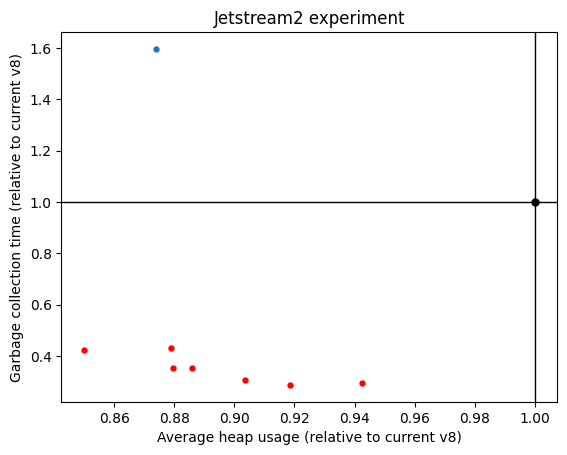 Jetstream2 experiment
Garbage collection time (relative to current v8)
1.6
1.4
1.2
1.0
0.8
0.6
0.4
0.86 0.88 0.90 0.92 0.94 0.96 0.98 1.00
Average heap usage (relative to current v8)